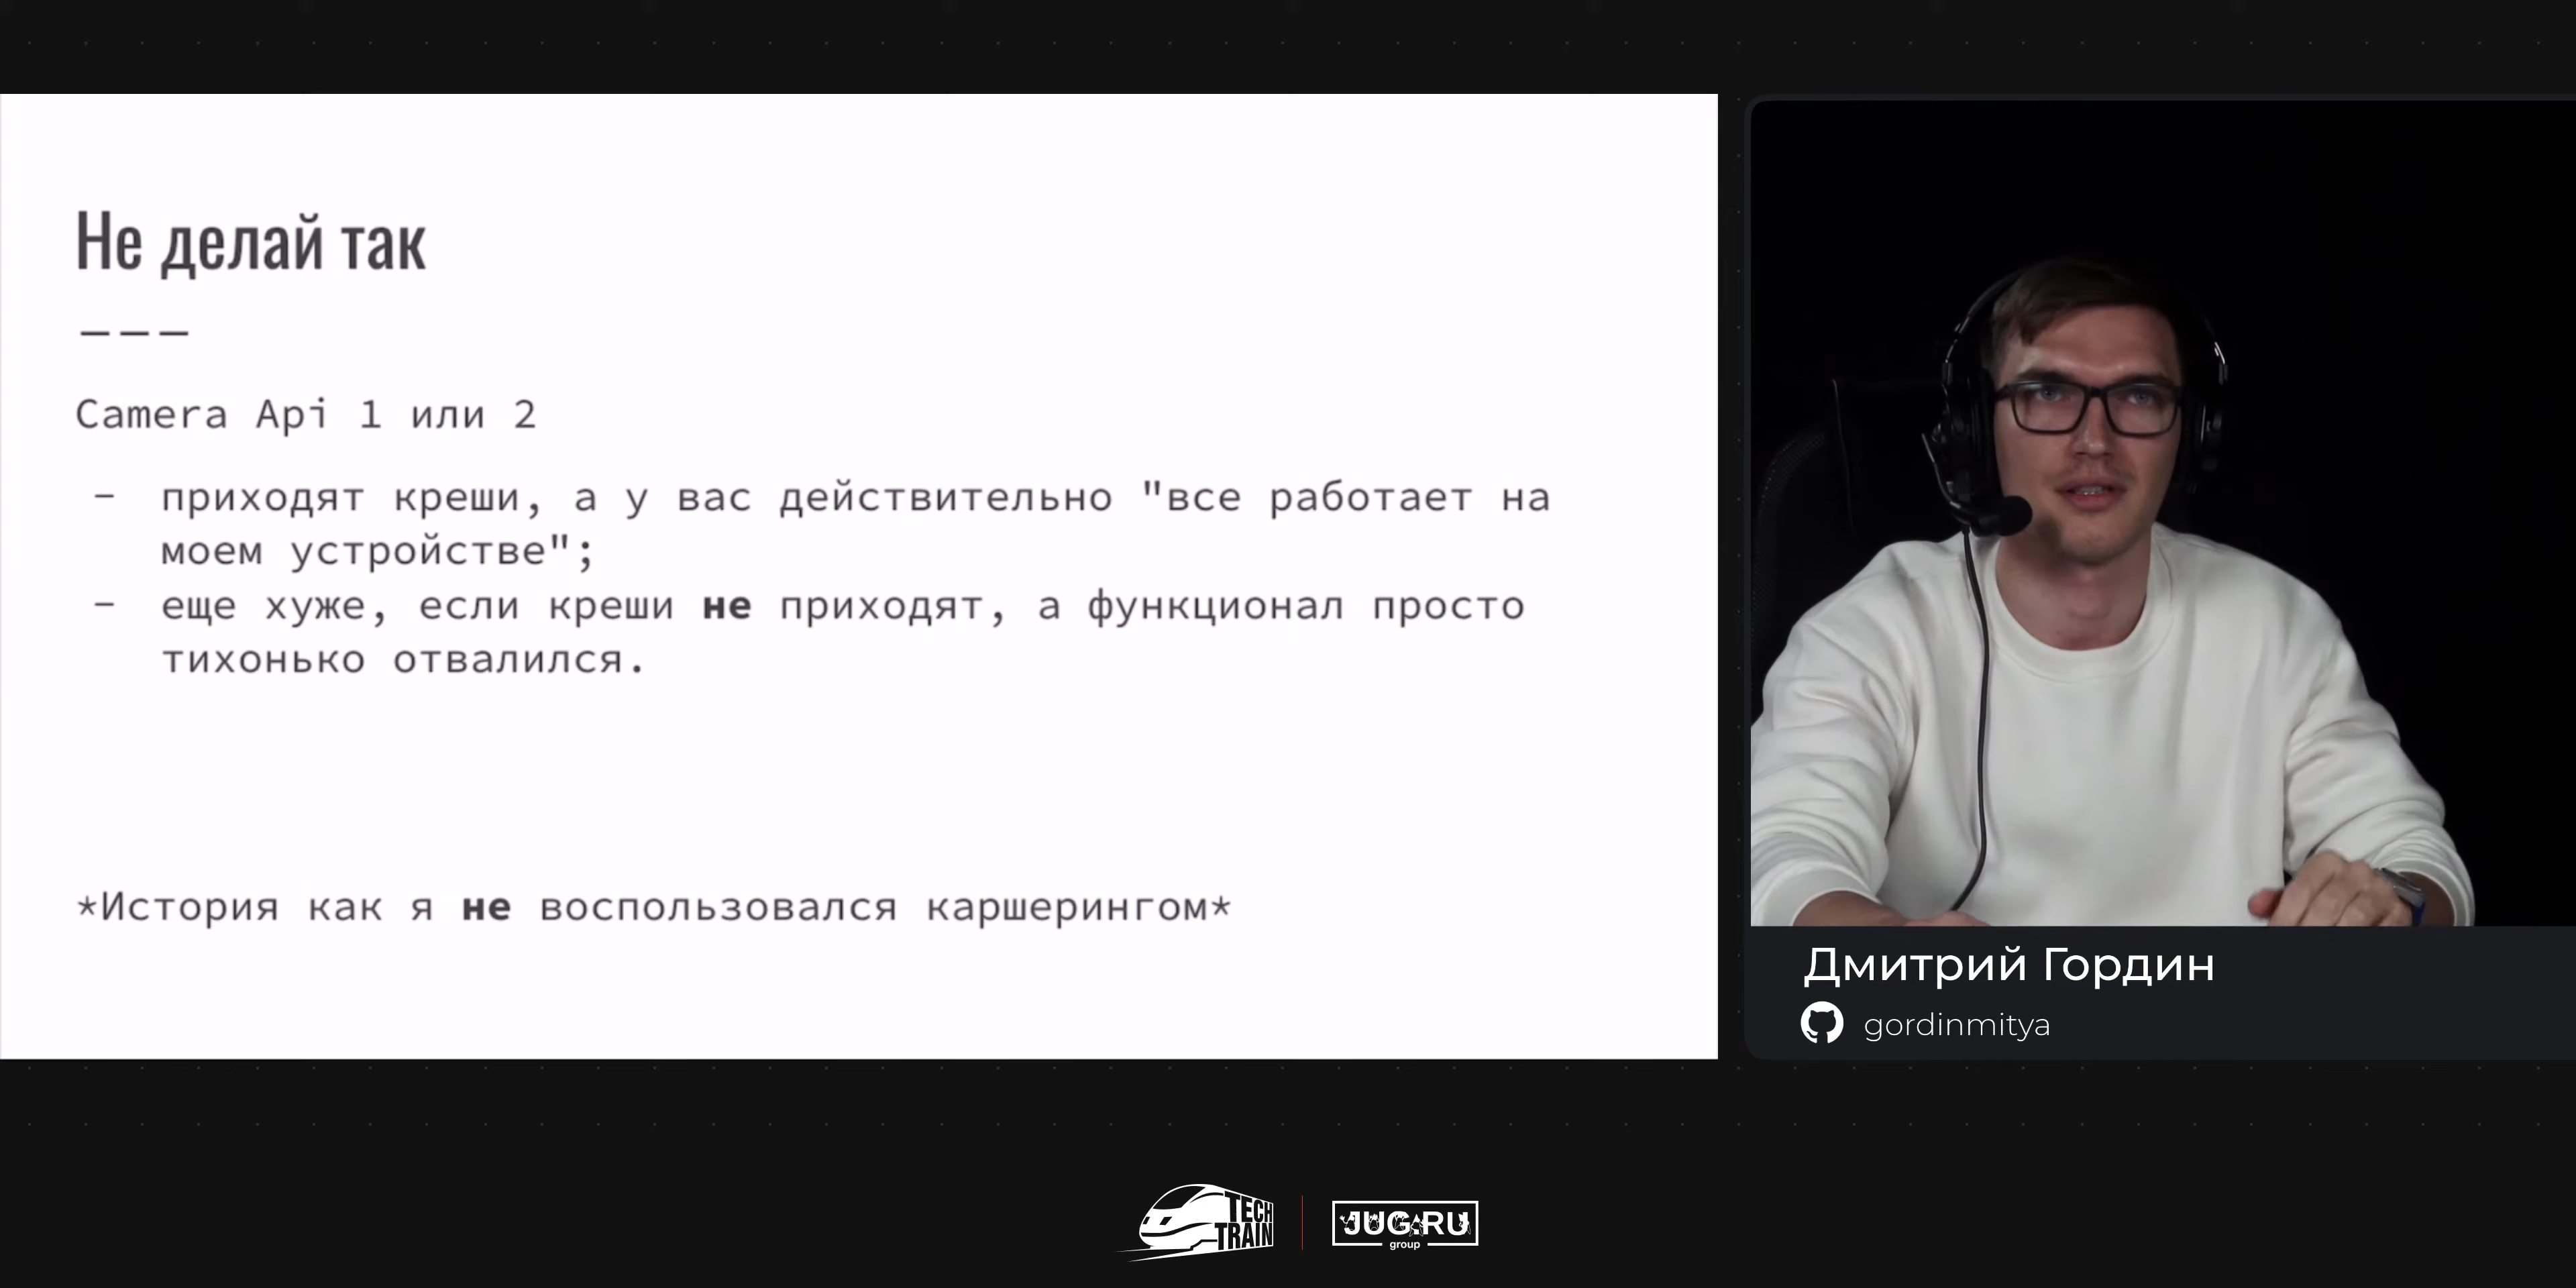 Не делай так
---
Camera Api 1 или 2
- приходят креши, а у вас действительно "все работает на
моем устройстве";
- еще хуже, если креши не приходят, а функционал просто
тихонько отвалился.
*История как я не воспользовался каршерингом*
Дмитрий Гордин
gordinmitya
TECH
TRAIN
JUG.RU
group